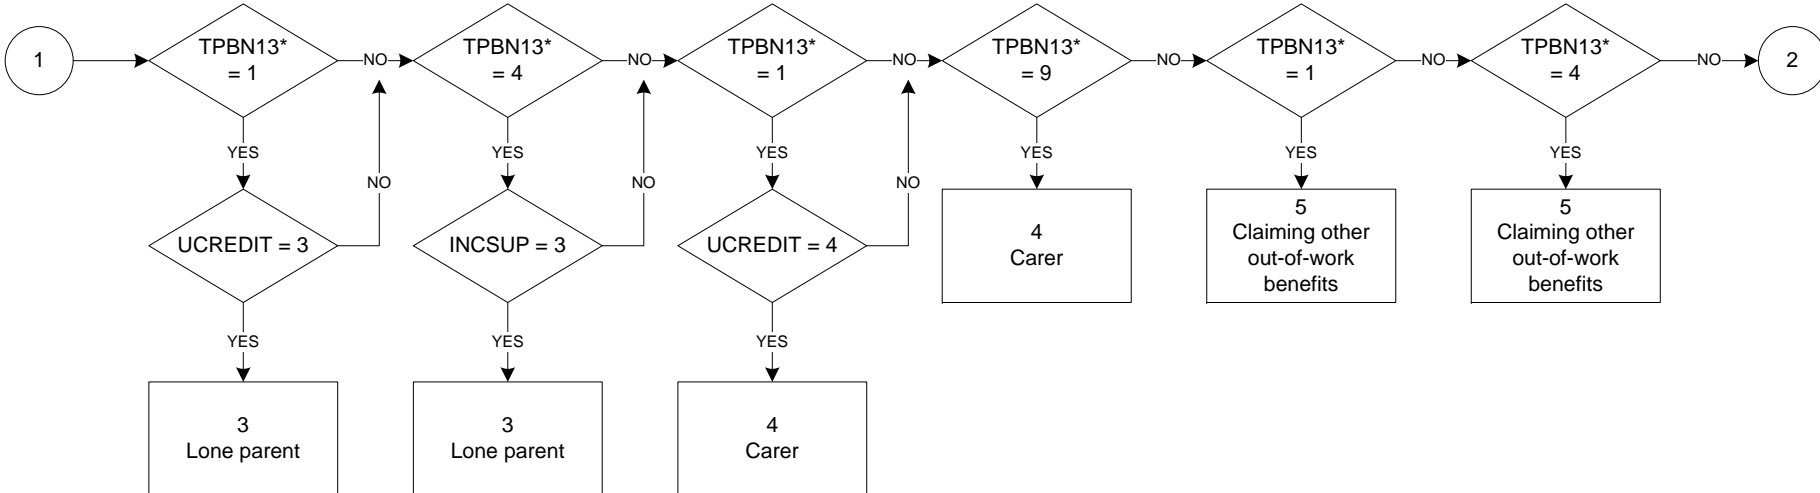 1
TPBN13*
= 1
NO
TPBN13*
= 4
NO
TPBN13*
= 1
NO
TPBN13*
= 9
NO
TPBN13*
= 1
NO
TPBN13*
= 4
NO
2
YES
YES
YES
YES
YES
YES
NO
NO
NO
UCREDIT = 3
INCSUP = 3
UCREDIT = 4
4
Carer
5
Claiming other
out-of-work
benefits
5
Claiming other
out-of-work
benefits
YES
YES
YES
3
Lone parent
3
Lone parent
4
Carer